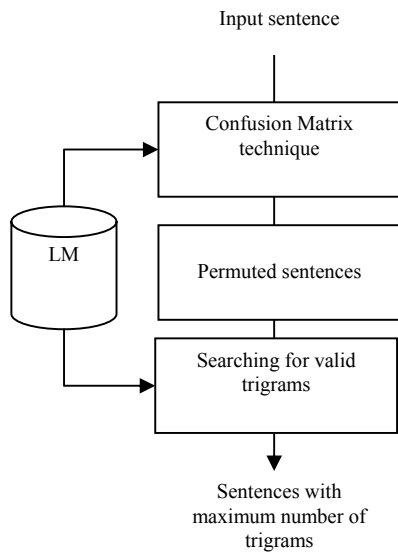 Input sentence
Confusion Matrix
technique
LM
Permuted sentences
Searching for valid
trigrams
Sentences with
maximum number of
trigrams